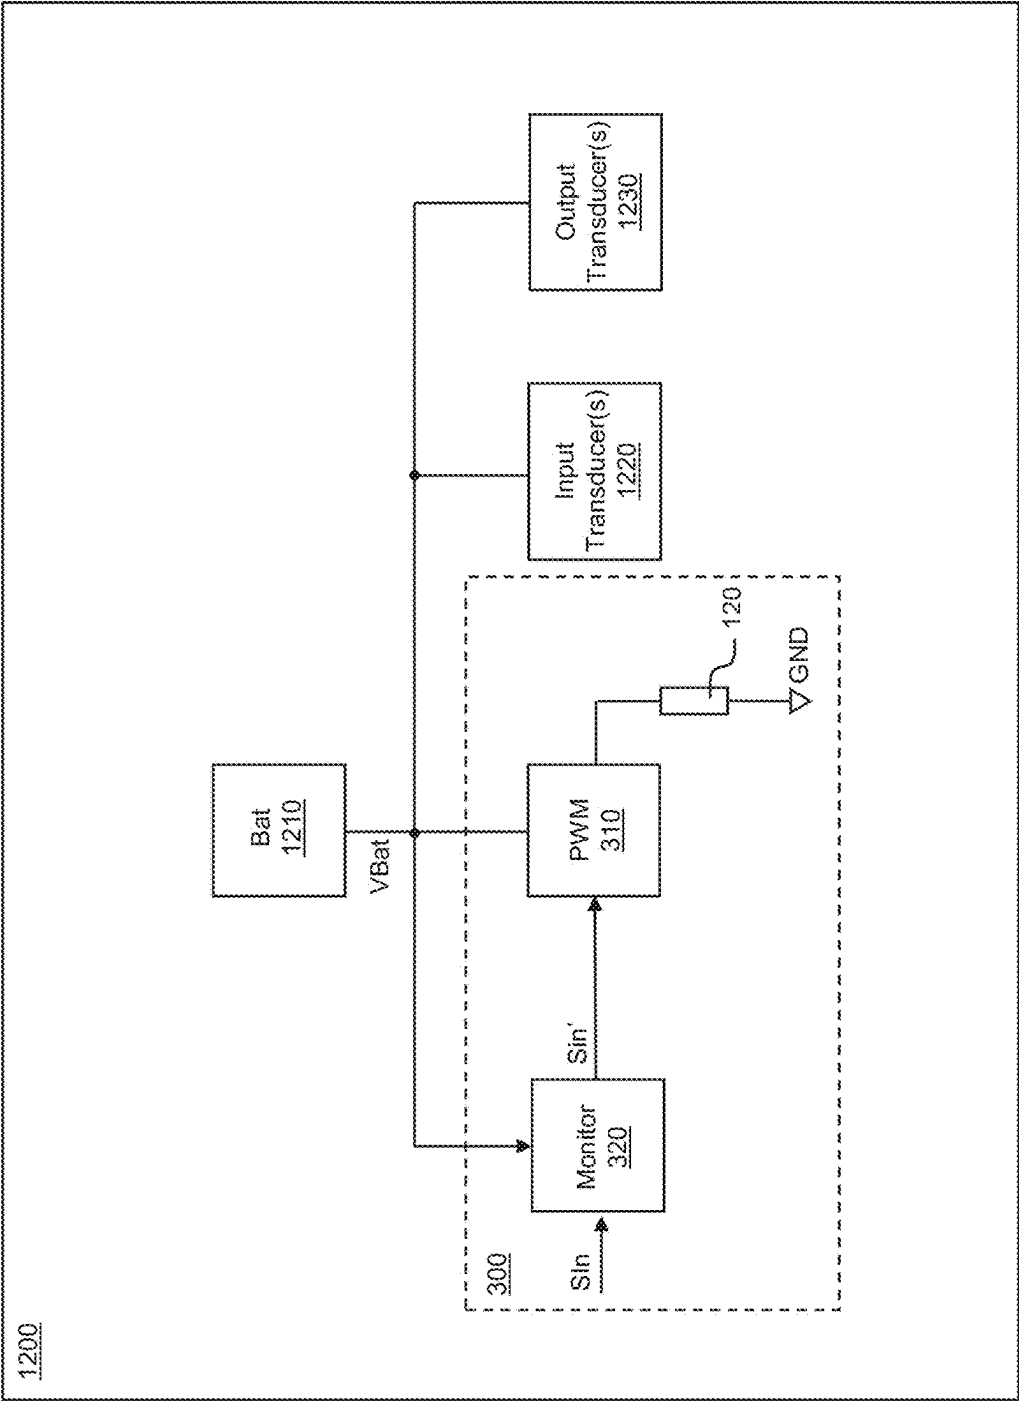 1200
Bat
1210
VBat
300
SIn
Monitor
320
Sin'
PWM
310
120
GND
Input
Transducer(s)
1220
Output
Transducer(s)
1230